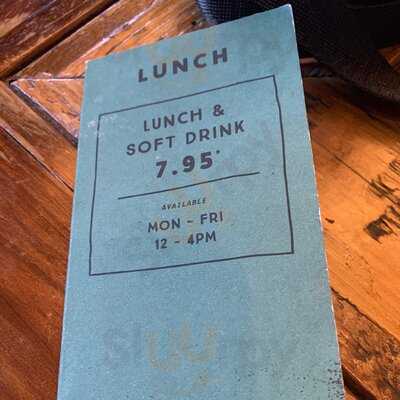 LUNCH
LUNCH &
SOFT DRINK
7.95*
AVAILABLE
MON - FRI
12 - 4PM